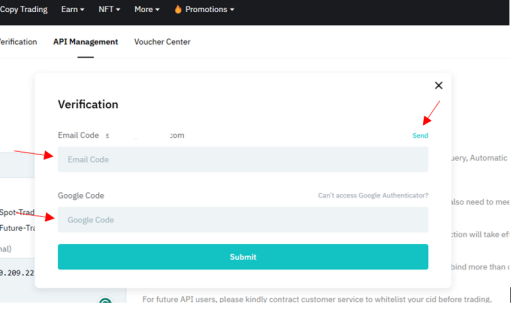 Copy Trading Earn NFT More Promotions
erification API Management Voucher Center
Verification
Email Code s .com
Send
Email Code
uery, Automatic
Google Code Can't access Google Authenticator?
also need to mee
Spot-Trad
Google Code
Future-Tra
ction will take ef
nal)
Submit
bind more than
0.209.22
For future API users, please kindly contract customer service to whitelist your cid before trading.